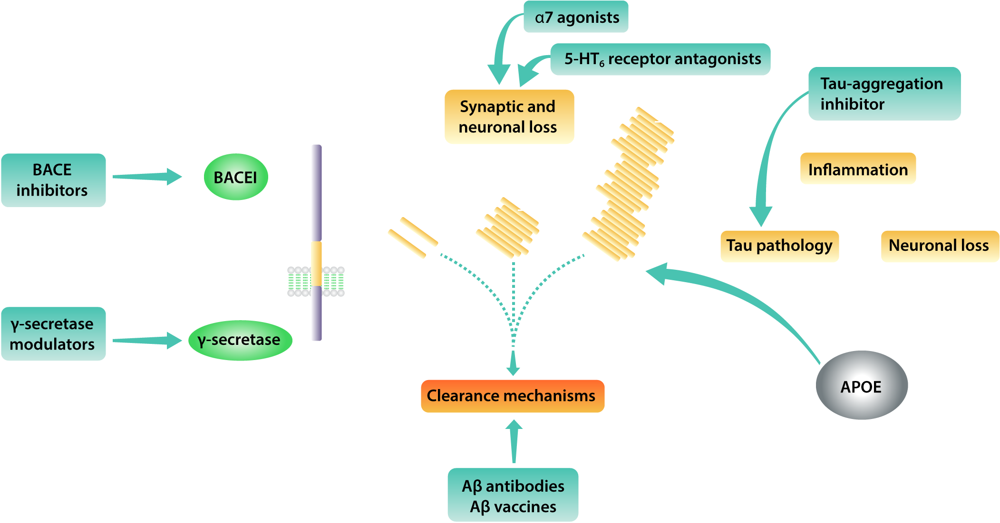 α7 agonists
5-HT₆ receptor antagonists
Tau-aggregation
inhibitor
Synaptic and
neuronal loss
BACE
inhibitors
BACEI
Inflammation
Tau pathology
Neuronal loss
γ-secretase
modulators
γ-secretase
Clearance mechanisms
APOE
Aβ antibodies
Aβ vaccines